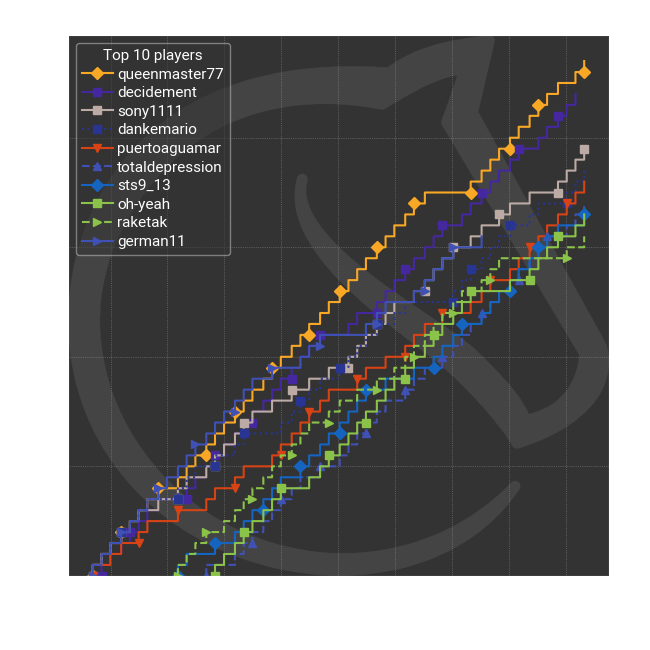 Top 10 players
queenmaster77
decidement
sony1111
dankemario
puertoaguamar
totaldepression
sts9_13
oh-yeah
raketak
german11